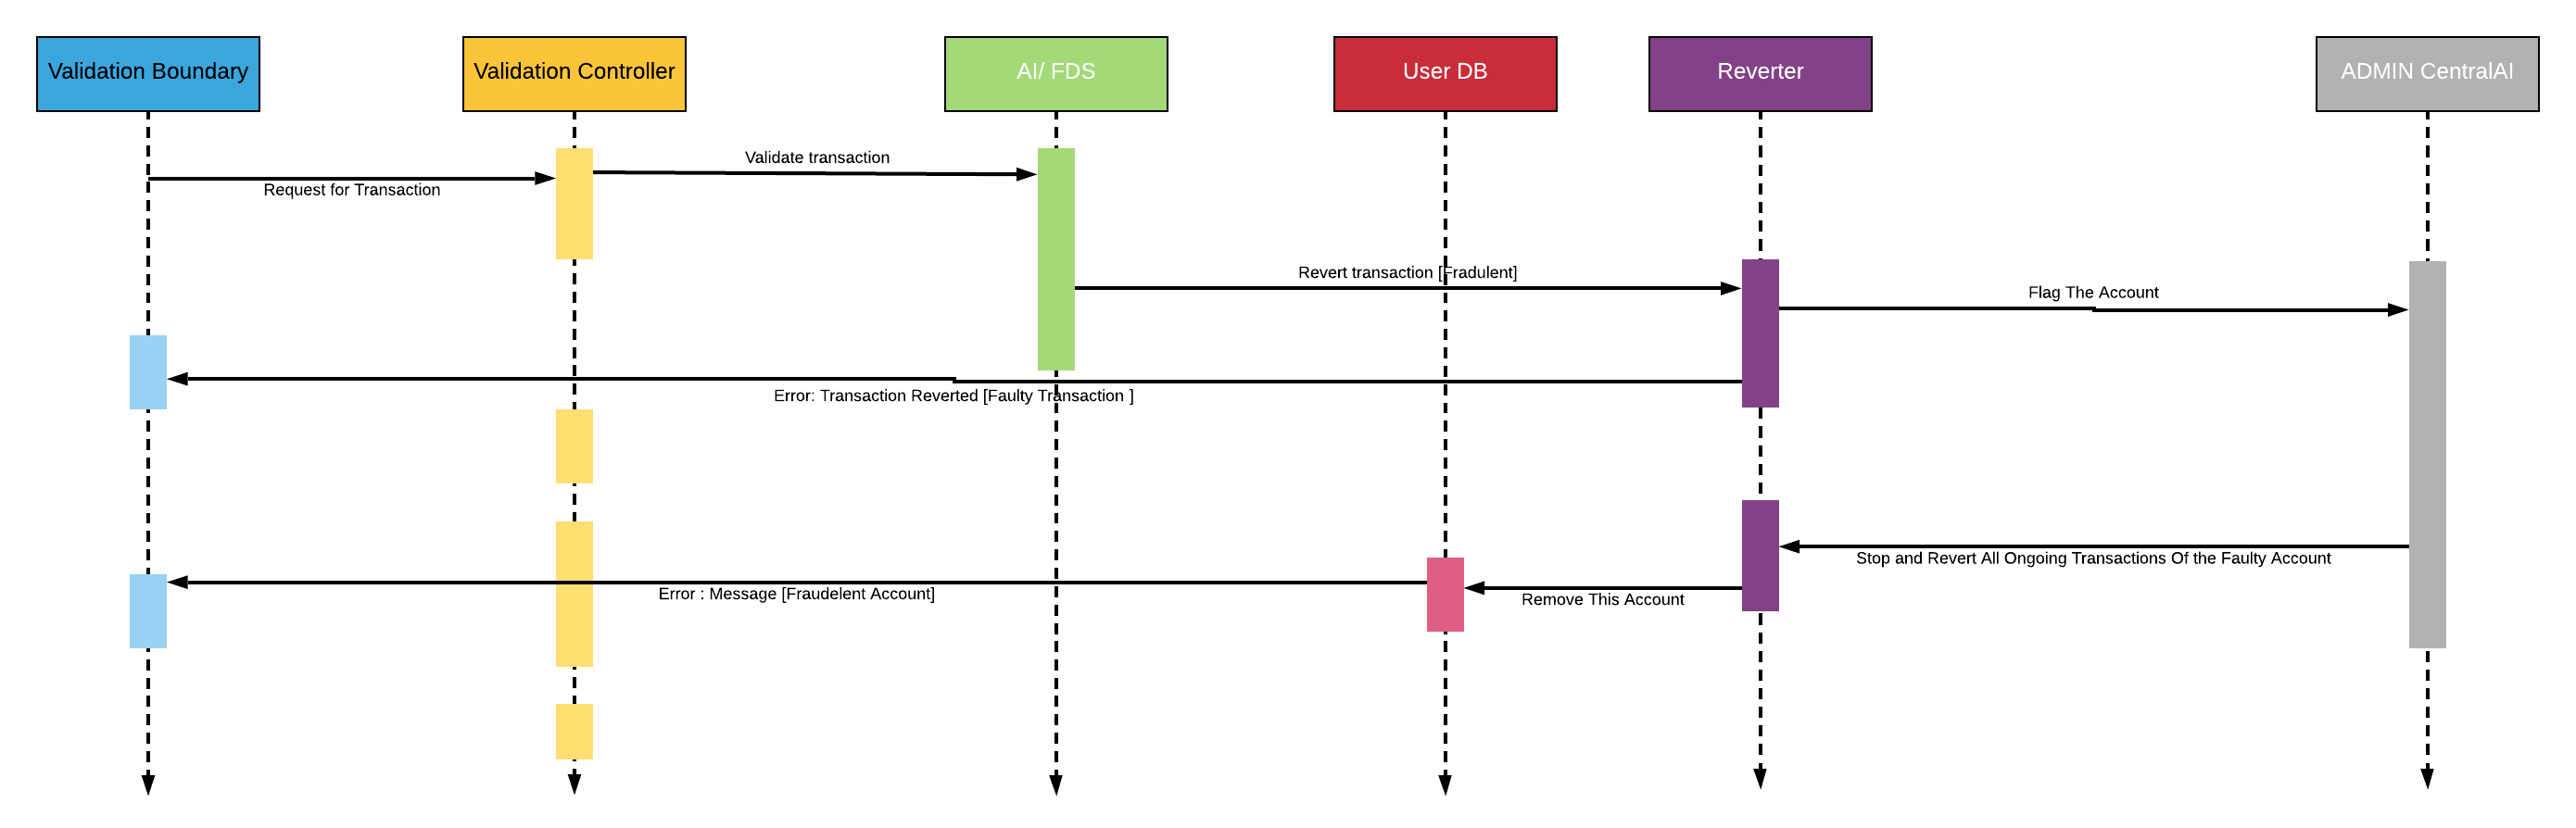 Validation Boundary
Validation Controller
AI/ FDS
User DB
Reverter
ADMIN CentralAI
Validate transaction
Request for Transaction
Revert transaction [Fradulent]
Flag The Account
Error: Transaction Reverted [Faulty Transaction ]
Stop and Revert All Ongoing Transactions Of the Faulty Account
Error : Message [Fraudelent Account]
Remove This Account